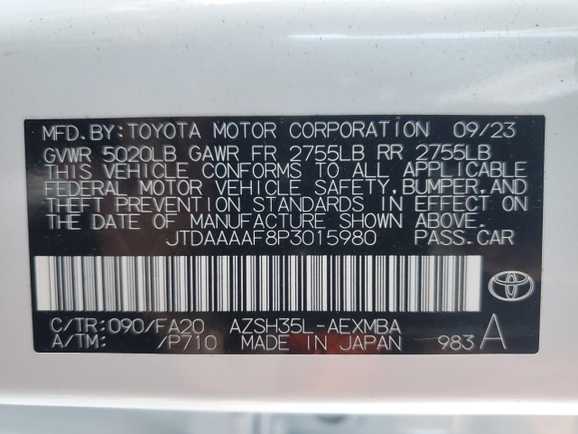 MFD.BY:TOYOTA MOTOR CORPORATION 09/23
GVWR 5020LB GAWR FR 2755LB RR 2755LB
THIS VEHICLE CONFORMS TO ALL APPLICABLE
FEDERAL MOTOR VEHICLE SAFETY,BUMPER,AND
THEFT PREVENTION STANDARDS IN EFFECT ON
THE DATE OF MANUFACTURE SHOWN ABOVE.
JTDAAAAF8P3015980 PASS.CAR
C/TR:090/FA20 AZSH35L-AEXMBA
A/TM: /P710 MADE IN JAPAN 983 A